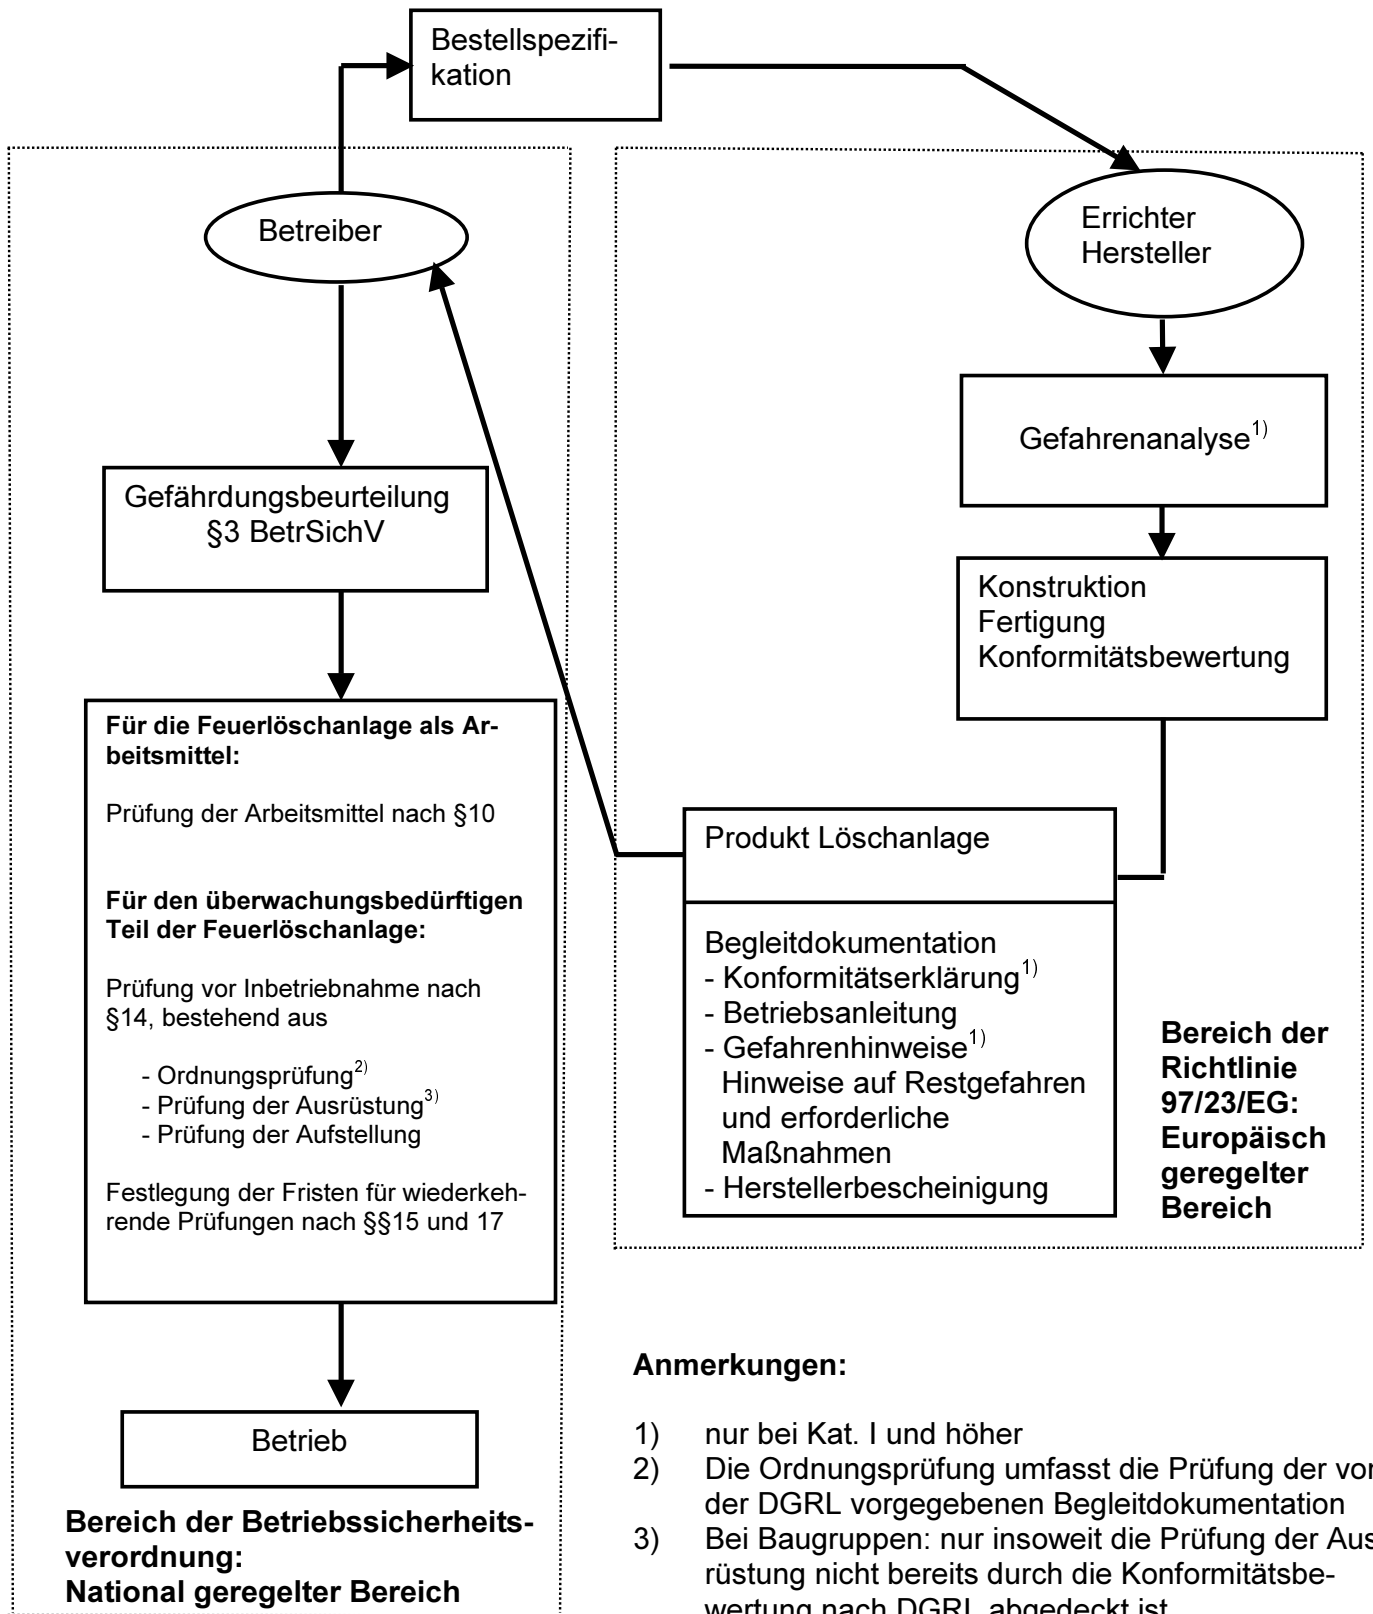 Bestellspezifi-
kation
Betreiber
Errichter
Hersteller
Gefahrenanalyse1)
Gefährdungsbeurteilung
§3 BetrSichV
Konstruktion
Fertigung
Konformitätsbewertung
Für die Feuerlöschanlage als Ar-
beitsmittel:
Prüfung der Arbeitsmittel nach §10
Für den überwachungsbedürftigen
Teil der Feuerlöschanlage:
Prüfung vor Inbetriebnahme nach
§14, bestehend aus
- Ordnungsprüfung2)
- Prüfung der Ausrüstung3)
- Prüfung der Aufstellung
Festlegung der Fristen für wiederkeh-
rende Prüfungen nach §§15 und 17
Produkt Löschanlage
Begleitdokumentation
- Konformitätserklärung1)
- Betriebsanleitung
- Gefahrenhinweise1)
Hinweise auf Restgefahren
und erforderliche
Maßnahmen
- Herstellerbescheinigung
Bereich der
Richtlinie
97/23/EG:
Europäisch
geregelter
Bereich
Betrieb
Bereich der Betriebssicherheits-
verordnung:
National geregelter Bereich
Anmerkungen:
1) nur bei Kat. I und höher
2) Die Ordnungsprüfung umfasst die Prüfung der von
der DGRL vorgegebenen Begleitdokumentation
3) Bei Baugruppen: nur insoweit die Prüfung der Aus
rüstung nicht bereits durch die Konformitätsbe-
wertung nach DGRL abgedeckt ist